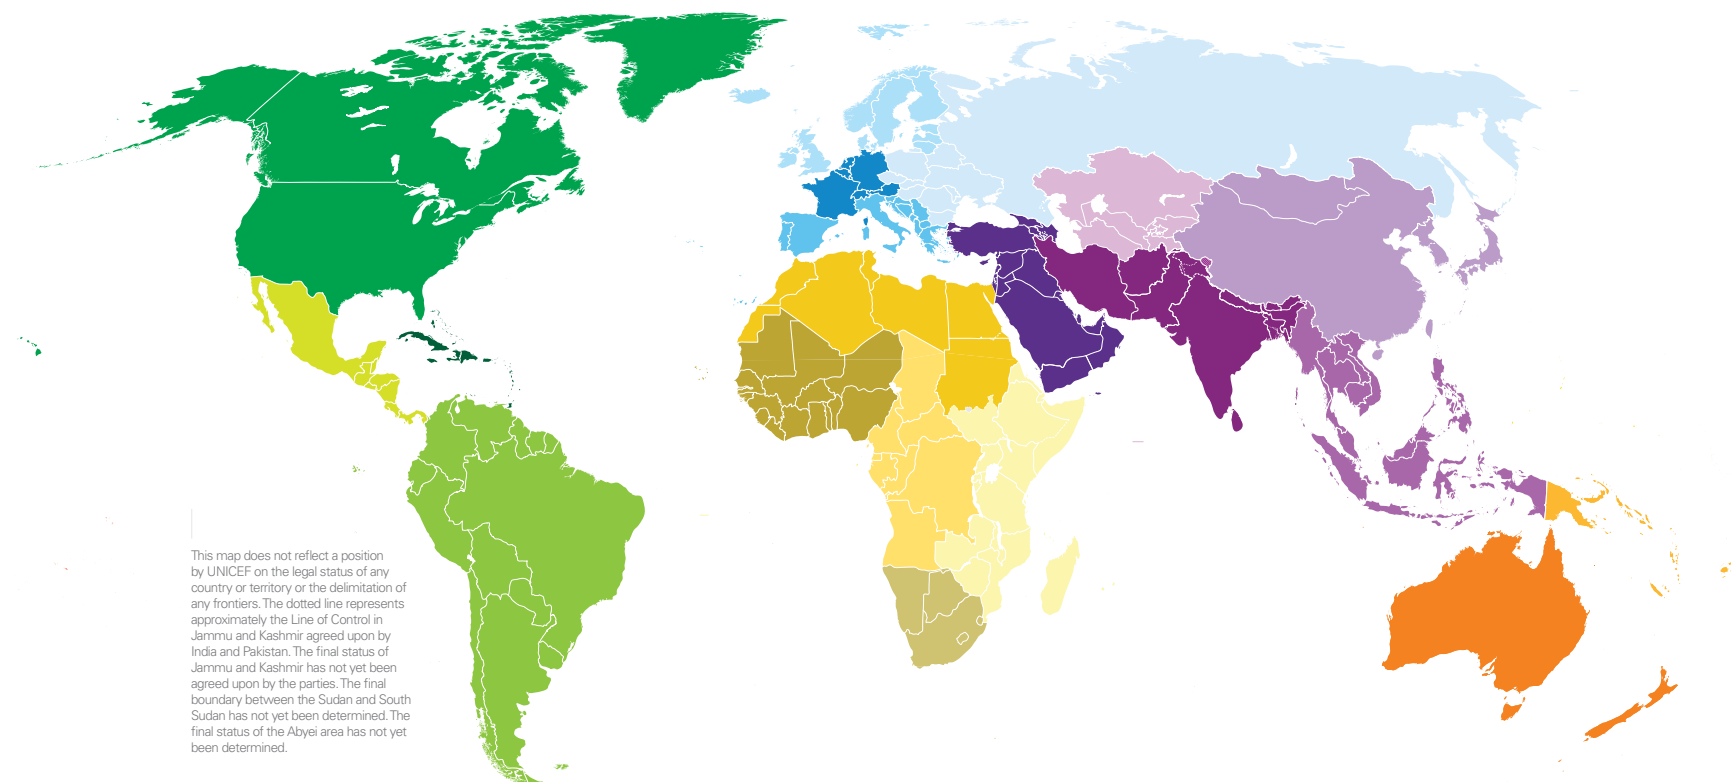 This map does not reflect a position
by UNICEF on the legal status of any
country or territory or the delimitation of
any frontiers. The dotted line represents
approximately the Line of Control in
Jammu and Kashmir agreed upon by
India and Pakistan. The final status of
Jammu and Kashmir has not yet been
agreed upon by the parties. The final
boundary between the Sudan and South
Sudan has not yet been determined. The
final status of the Abyei area has not yet
been determined.